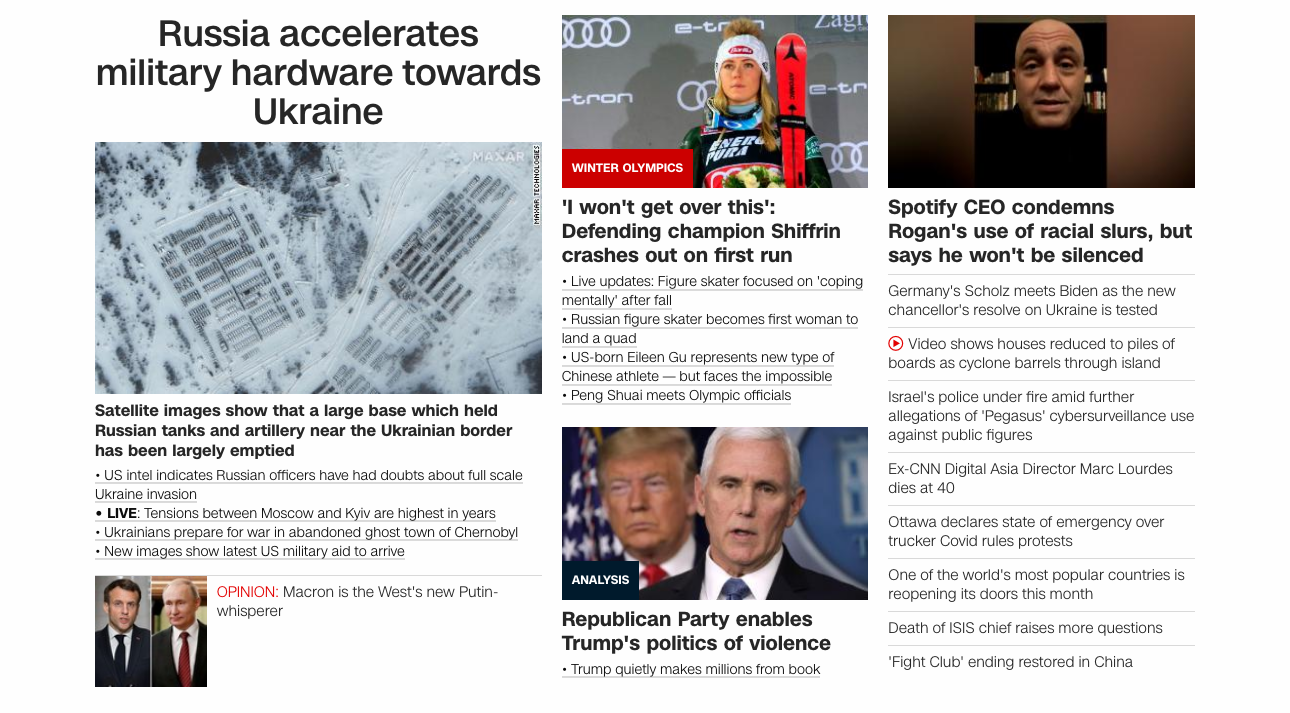 Russia accelerates
military hardware towards
Ukraine
MAXAR
MAXAR TECHNOLOGIES
Satellite images show that a large base which held
Russian tanks and artillery near the Ukrainian border
has been largely emptied
• US intel indicates Russian officers have had doubts about full scale
Ukraine invasion
• LIVE: Tensions between Moscow and Kyiv are highest in years
• Ukrainians prepare for war in abandoned ghost town of Chernobyl
• New images show latest US military aid to arrive
OPINION: Macron is the West's new Putin-
whisperer
e-tron
Zagre
e-tron
e-tr
ENERGIA
PURA
WINTER OLYMPICS
'I won't get over this':
Defending champion Shiffrin
crashes out on first run
• Live updates: Figure skater focused on 'coping
mentally' after fall
• Russian figure skater becomes first woman to
land a quad
• US-born Eileen Gu represents new type of
Chinese athlete — but faces the impossible
• Peng Shuai meets Olympic officials
ANALYSIS
Republican Party enables
Trump's politics of violence
• Trump quietly makes millions from book
Spotify CEO condemns
Rogan's use of racial slurs, but
says he won't be silenced
Germany's Scholz meets Biden as the new
chancellor's resolve on Ukraine is tested
Video shows houses reduced to piles of
boards as cyclone barrels through island
Israel's police under fire amid further
allegations of 'Pegasus' cybersurveillance use
against public figures
Ex-CNN Digital Asia Director Marc Lourdes
dies at 40
Ottawa declares state of emergency over
trucker Covid rules protests
One of the world's most popular countries is
reopening its doors this month
Death of ISIS chief raises more questions
'Fight Club' ending restored in China